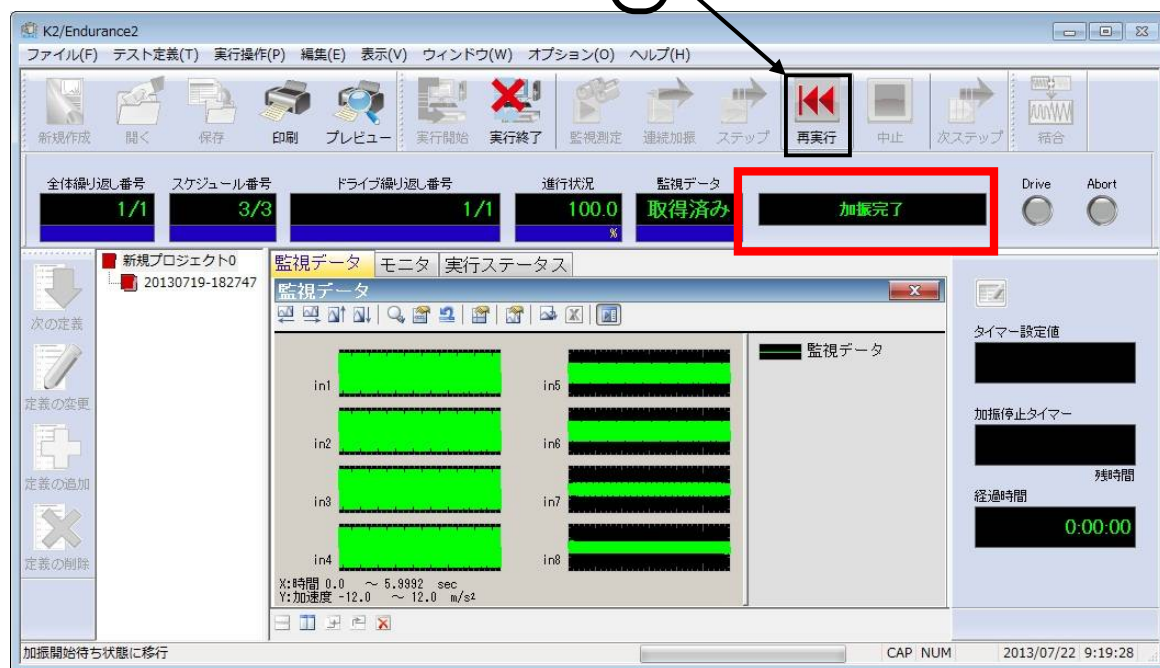 K2/Endurance2
ファイル(F) テスト定義(T) 実行操作(P) 編集(E) 表示(V) ウィンドウ(W) オプション(O) ヘルプ(H)
新規作成 開く 保存 印刷 プレビュー 実行開始 実行終了 監視測定 連続加振 ステップ 再実行 中止 次ステップ 結合
全体繰り返し番号 スケジュール番号 ドライブ繰り返し番号 進行状況 監視データ Drive Abort
1/1 3/3 1/1 100.0 取得済み 加振完了
%
新規プロジェクト0
20130719-182747
次の定義
定義の変更
定義の追加
定義の削除
監視データ モニタ 実行ステータス
監視データ
監視データ
in1 in5
in2 in6
in3 in7
in4 in8
X:時間 0.0 ～ 5.9992 sec
Y:加速度 -12.0 ～ 12.0 m/s²
タイマー設定値
加振停止タイマー
残時間
経過時間
0:00:00
加振開始待ち状態に移行 CAP NUM 2013/07/22 9:19:28